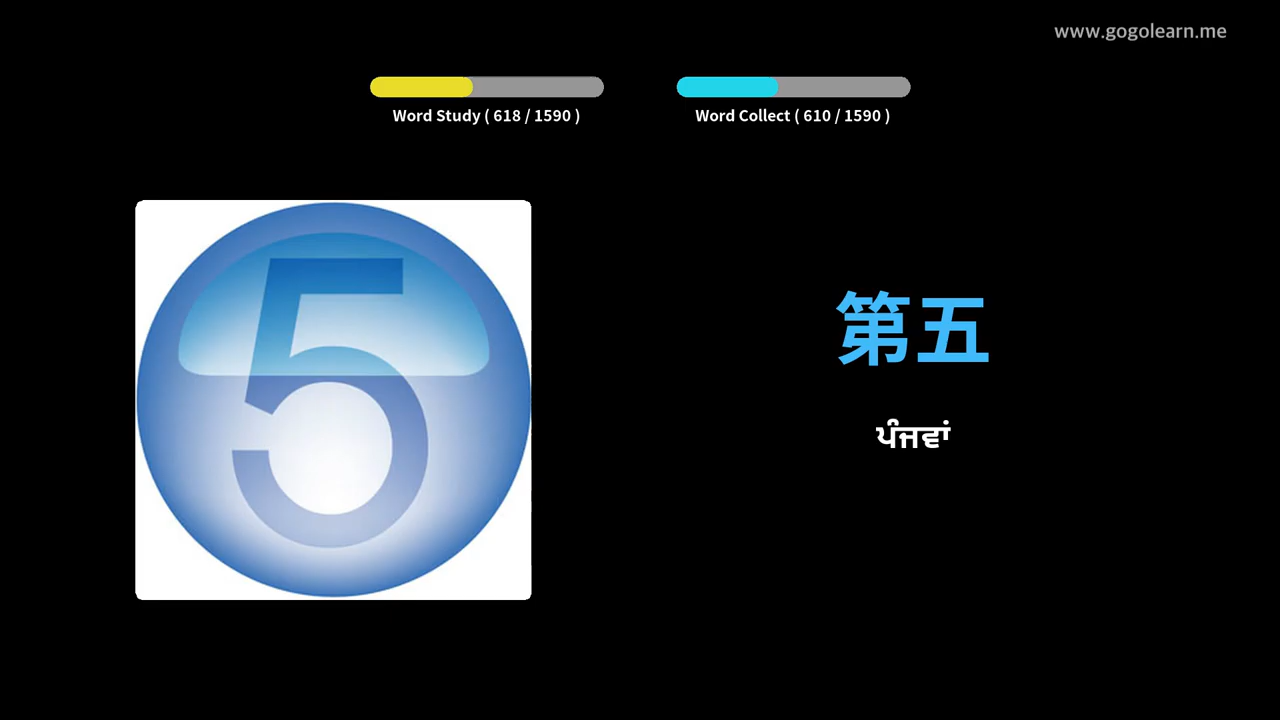 www.gogolearn.me
Word Study ( 618 / 1590 )
Word Collect ( 610 / 1590 )
5
第五
ਪੰਜਵਾਂ